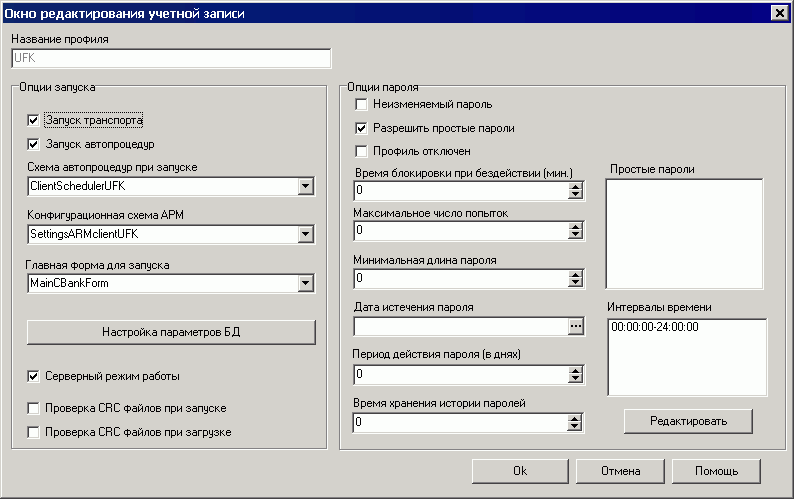 Окно редактирования учетной записи
Название профиля
UFK
Опции запуска
Запуск транспорта
Запуск автопроцедур
Схема автопроцедур при запуске
ClientSchedulerUFK
Конфигурационная схема АРМ
SettingsARMclientUFK
Главная форма для запуска
MainCBankForm
Настройка параметров БД
Серверный режим работы
Проверка CRC файлов при запуске
Проверка CRC файлов при загрузке
Опции пароля
Неизменяемый пароль
Разрешить простые пароли
Профиль отключен
Время блокировки при бездействии (мин.)
0
Максимальное число попыток
0
Минимальная длина пароля
0
Дата истечения пароля
...
Период действия пароля (в днях)
0
Время хранения истории паролей
0
Простые пароли
Интервалы времени
00:00:00-24:00:00
Редактировать
Ok
Отмена
Помощь